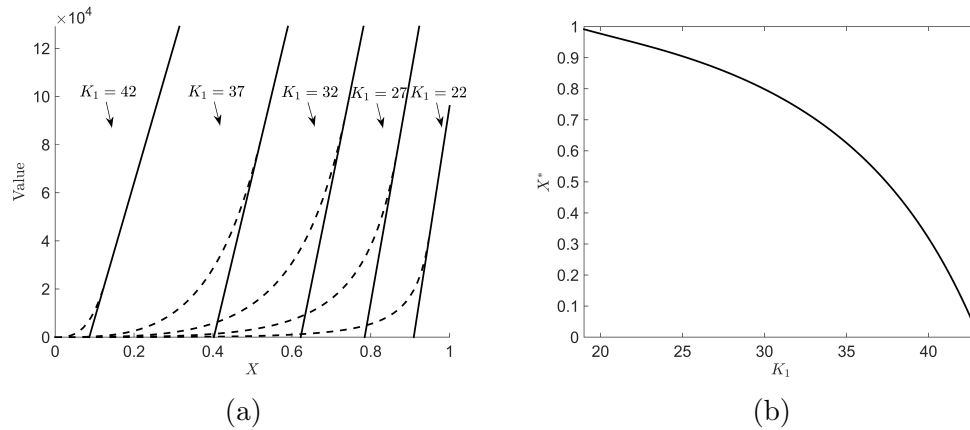 ×10⁴
12
10
8
6
4
2
0
Value
K₁ = 42
K₁ = 37
K₁ = 32
K₁ = 27
K₁ = 22
0 0.2 0.4 0.6 0.8 1
X
(a)
1
0.9
0.8
0.7
0.6
0.5
0.4
0.3
0.2
0.1
0
X*
20 25 30 35 40
K₁
(b)